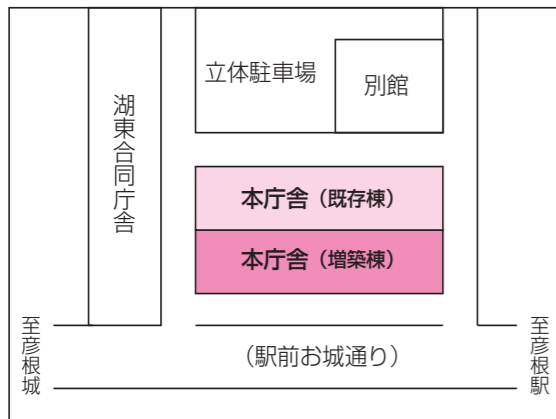 立体駐車場
別館
湖東合同庁舎
本庁舎（既存棟）
本庁舎（増築棟）
至彦根城
（駅前お城通り）
至彦根駅